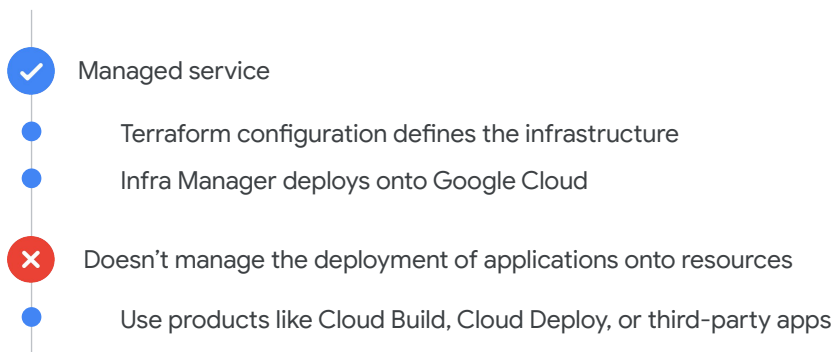 Managed service
Terraform configuration defines the infrastructure
Infra Manager deploys onto Google Cloud
Doesn’t manage the deployment of applications onto resources
Use products like Cloud Build, Cloud Deploy, or third-party apps